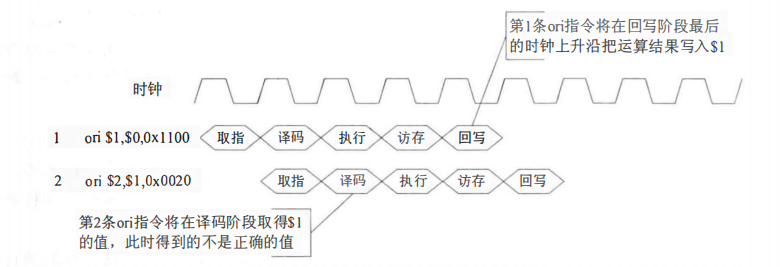 第1条ori指令将在回写阶段最后
的时钟上升沿把运算结果写入$1
时钟
1 ori $1,$0,0x1100 取指 译码 执行 访存 回写
2 ori $2,$1,0x0020 取指 译码 执行 访存 回写
第2条ori指令将在译码阶段取得$1
的值，此时得到的不是正确的值